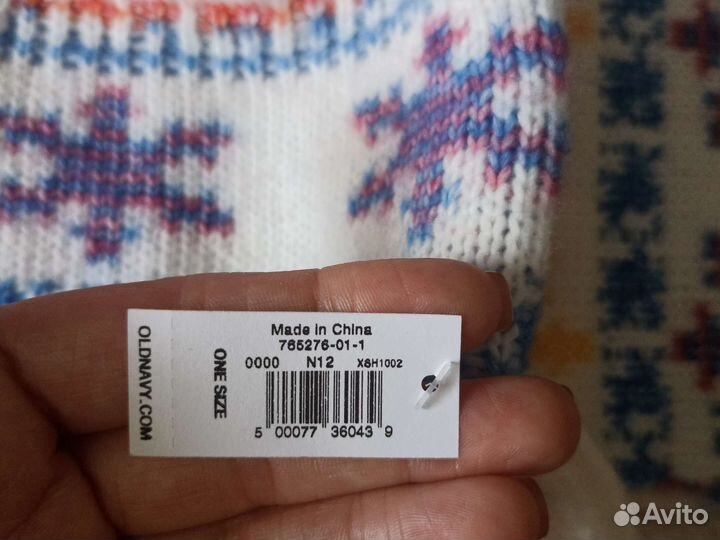 Made in China
765276-01-1
0000 N12 X8H1002
5 00077 36043 9
ONE SIZE
OLDNAVY.COM
Avito